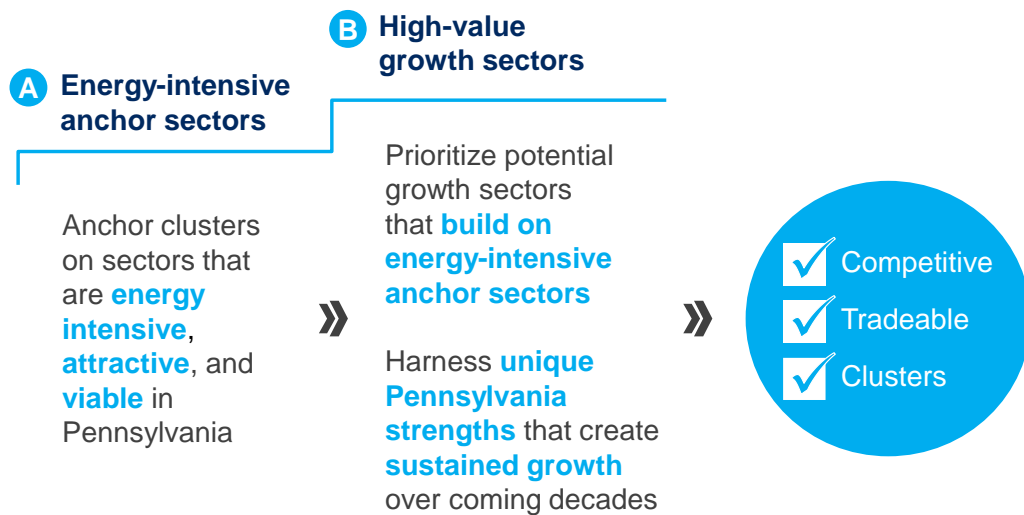 A
Energy-intensive
anchor sectors
Anchor clusters
on sectors that
are energy
intensive,
attractive, and
viable in
Pennsylvania
B
High-value
growth sectors
Prioritize potential
growth sectors
that build on
energy-intensive
anchor sectors
Harness unique
Pennsylvania
strengths that create
sustained growth
over coming decades
Competitive
Tradeable
Clusters